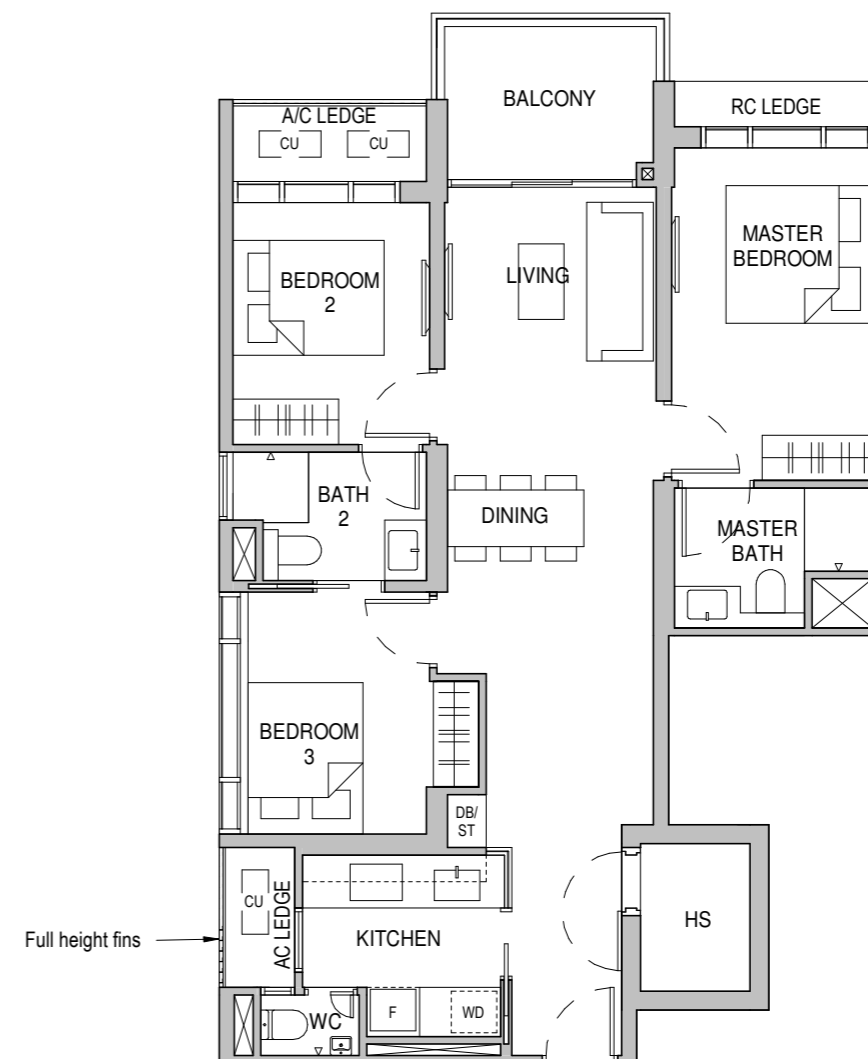 BALCONY
RC LEDGE
A/C LEDGE
CU
CU
MASTER
BEDROOM
BEDROOM
2
LIVING
BATH
2
DINING
MASTER
BATH
BEDROOM
3
DB/
ST
CU
AC LEDGE
KITCHEN
HS
Full height fins
F
WD
WC